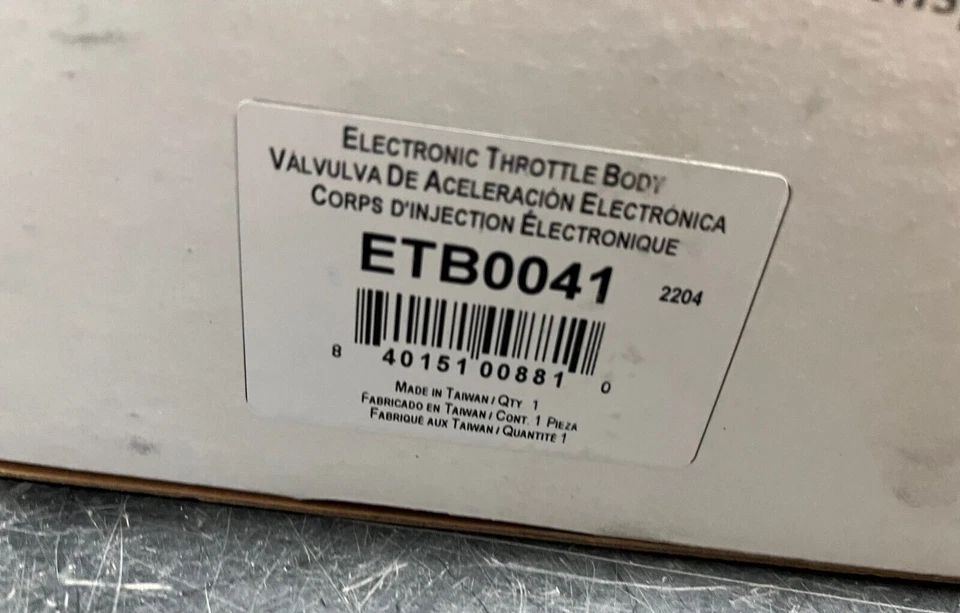 ELECTRONIC THROTTLE BODY
VÁLVULVA DE ACELERACIÓN ELECTRÓNICA
CORPS D'INJECTION ÉLECTRONIQUE
ETB0041
2204
8 40151 00881 0
MADE IN TAIWAN / QTY 1
FABRICADO EN TAIWAN / CONT. 1 PIEZA
FABRIQUÉ AUX TAIWAN / QUANTITÉ 1